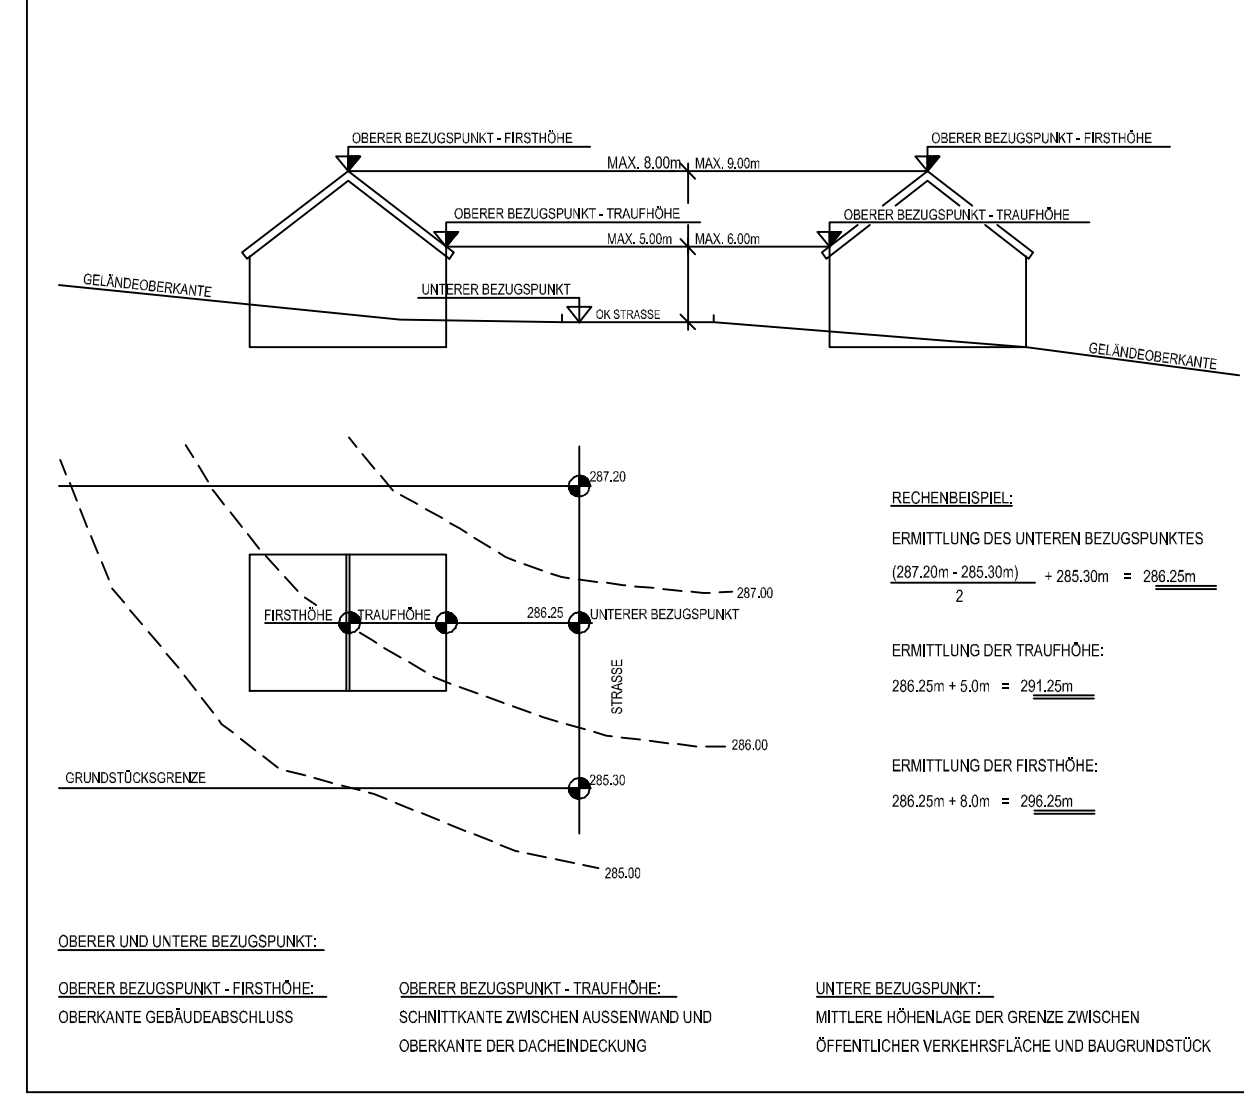 OBERER BEZUGSPUNKT - FIRSTHÖHE
OBERER BEZUGSPUNKT - FIRSTHÖHE
MAX. 8.00m
MAX. 9.00m
OBERER BEZUGSPUNKT - TRAUFHÖHE
OBERER BEZUGSPUNKT - TRAUFHÖHE
MAX. 5.00m
MAX. 6.00m
GELÄNDEOBERKANTE
UNTERER BEZUGSPUNKT
OK STRASSE
GELÄNDEOBERKANTE
287.20
287.00
FIRSTHÖHE
TRAUFHÖHE
286.25
UNTERER BEZUGSPUNKT
STRASSE
286.00
GRUNDSTÜCKSGRENZE
285.30
285.00
RECHENBEISPIEL:
ERMITTLUNG DES UNTEREN BEZUGSPUNKTES
(287.20m - 285.30m)
+ 285.30m = 286.25m
2
ERMITTLUNG DER TRAUFHÖHE:
286.25m + 5.0m = 291.25m
ERMITTLUNG DER FIRSTHÖHE:
286.25m + 8.0m = 296.25m
OBERER UND UNTERE BEZUGSPUNKT:
OBERER BEZUGSPUNKT - FIRSTHÖHE:
OBERKANTE GEBÄUDEABSCHLUSS
OBERER BEZUGSPUNKT - TRAUFHÖHE:
SCHNITTKANTE ZWISCHEN AUSSENWAND UND
OBERKANTE DER DACHEINDECKUNG
UNTERE BEZUGSPUNKT:
MITTLERE HÖHENLAGE DER GRENZE ZWISCHEN
ÖFFENTLICHER VERKEHRSFLÄCHE UND BAUGRUNDSTÜCK